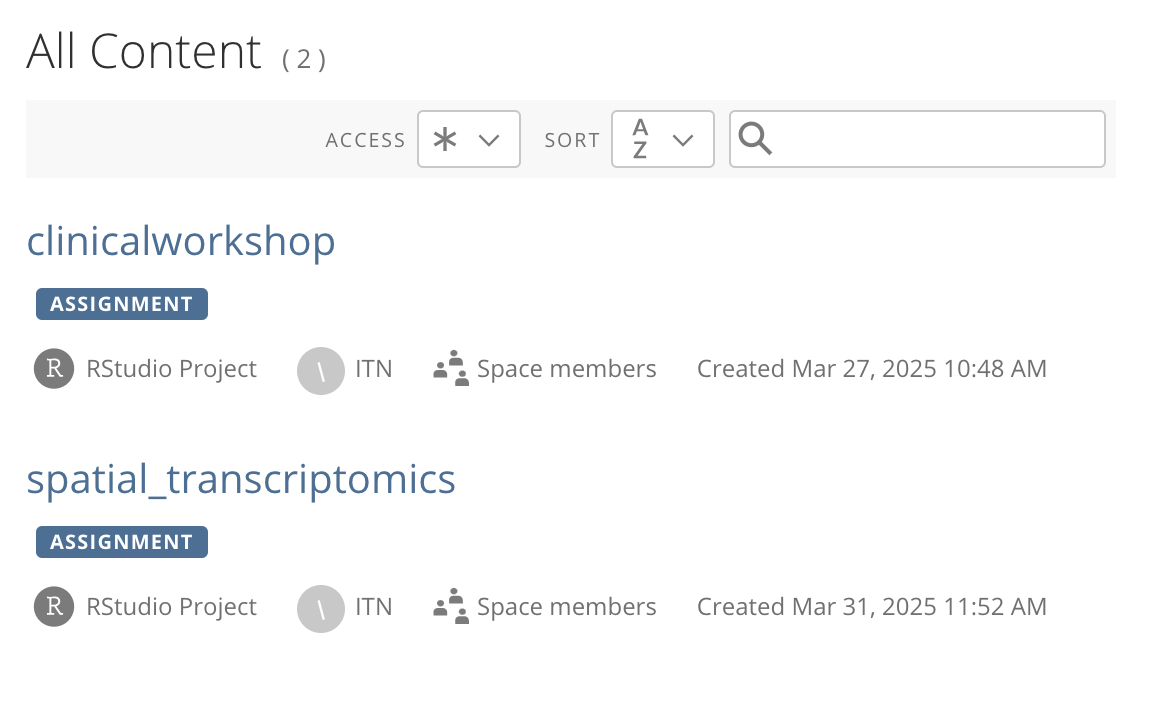 All Content ( 2 )
ACCESS * SORT A Z
clinicalworkshop
ASSIGNMENT
R RStudio Project \ ITN Space members Created Mar 27, 2025 10:48 AM
spatial_transcriptomics
ASSIGNMENT
R RStudio Project \ ITN Space members Created Mar 31, 2025 11:52 AM